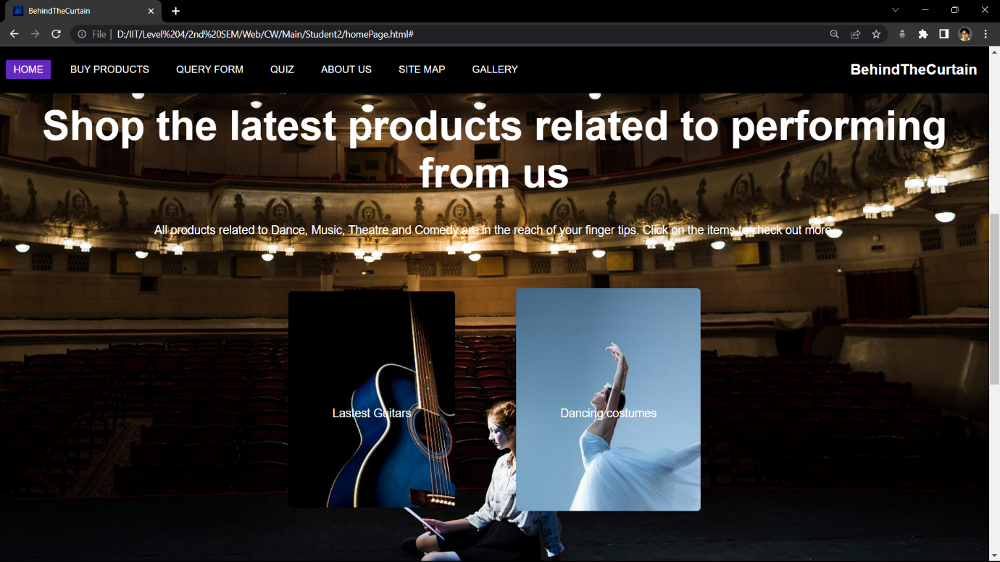 BehindTheCurtain
File | D:/IIT/Level%204/2nd%20SEM/Web/CW/Main/Student2/homePage.html#
HOME BUY PRODUCTS QUERY FORM QUIZ ABOUT US SITE MAP GALLERY BehindTheCurtain
Shop the latest products related to performing
from us
All products related to Dance, Music, Theatre and Comedy are in the reach of your finger tips. Click on the items to check out more.
Lastest Guitars
Dancing costumes